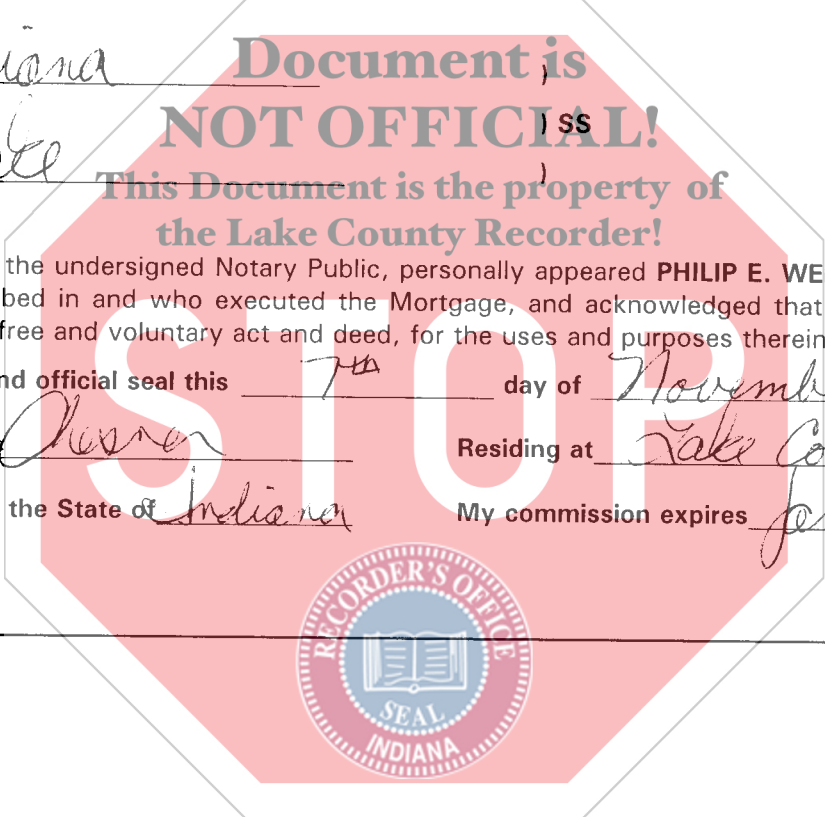 iana )
Document is
NOT OFFICIAL!
) SS
ke )
This Document is the property of
the Lake County Recorder!
the undersigned Notary Public, personally appeared PHILIP E. WE
bed in and who executed the Mortgage, and acknowledged that
free and voluntary act and deed, for the uses and purposes therein
nd official seal this 7th day of Novemb
Residing at Lake Co
the State of Indiana My commission expires
STOP
RECORDER'S OFFICE
SEAL
INDIANA